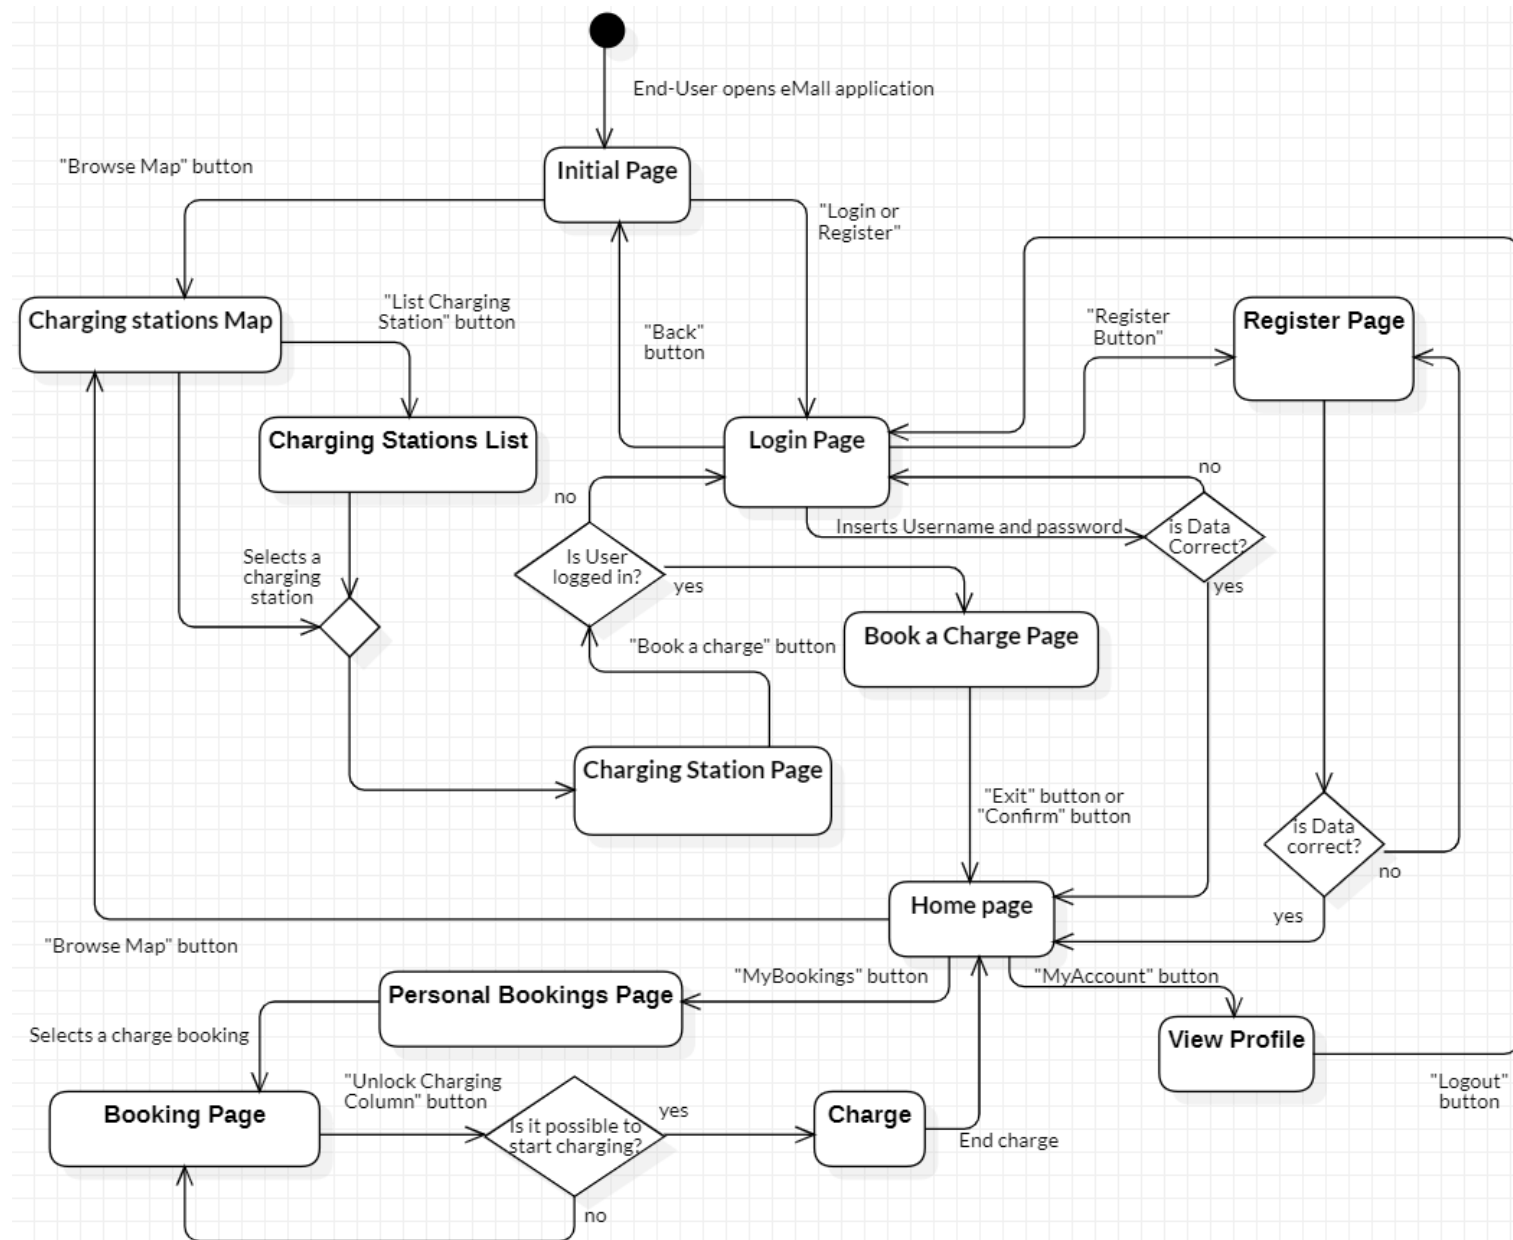 End-User opens eMall application
"Browse Map" button
Initial Page
"Login or
Register"
"List Charging
Station" button
Charging stations Map
"Back"
button
"Register
Button"
Register Page
Charging Stations List
Login Page
no
no
Inserts Username and password
is Data
Correct?
Selects a
charging
station
Is User
logged in?
yes
yes
"Book a charge" button
Book a Charge Page
Charging Station Page
"Exit" button or
"Confirm" button
is Data
correct?
no
Home page
yes
"Browse Map" button
"MyBookings" button
"MyAccount" button
Personal Bookings Page
Selects a charge booking
View Profile
"Unlock Charging
Column" button
"Logout"
button
Booking Page
Is it possible to
start charging?
yes
Charge
End charge
no